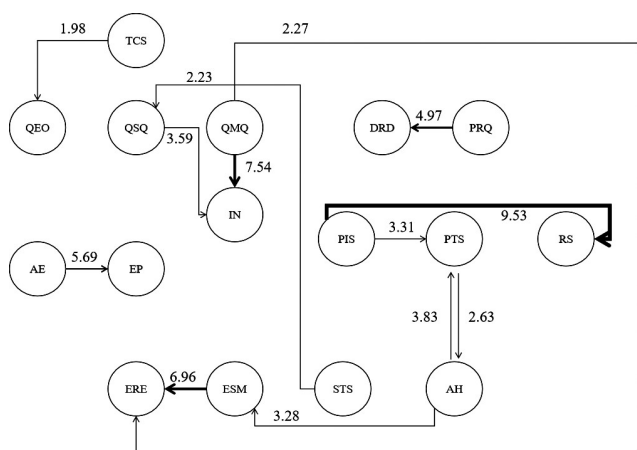 2.27
1.98
TCS
2.23
QEO
QSQ
QMQ
DRD
4.97
PRQ
3.59
7.54
IN
9.53
PIS
3.31
PTS
RS
AE
5.69
EP
3.83
2.63
ERE
6.96
ESM
STS
AH
3.28